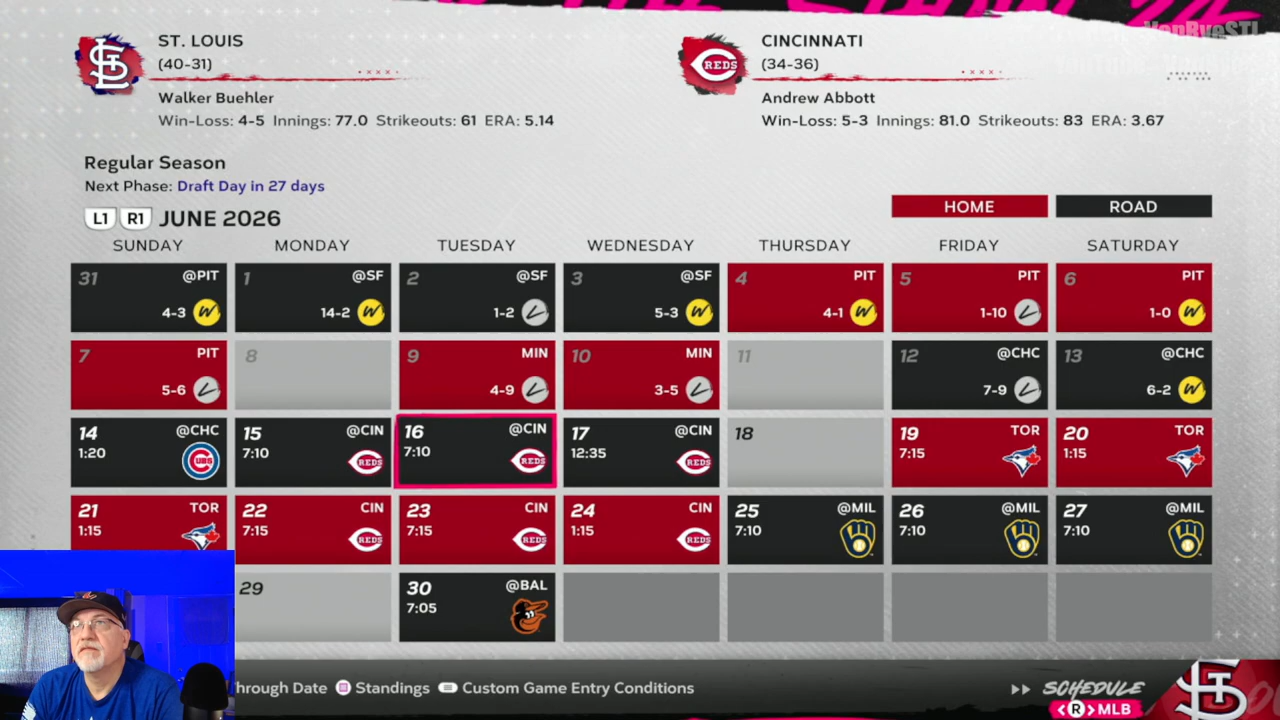 ST. LOUIS
(40-31)
Walker Buehler
Win-Loss: 4-5 Innings: 77.0 Strikeouts: 61 ERA: 5.14
CINCINNATI
(34-36)
Andrew Abbott
Win-Loss: 5-3 Innings: 81.0 Strikeouts: 83 ERA: 3.67
Regular Season
Next Phase: Draft Day in 27 days
L1 R1 JUNE 2026
HOME ROAD
SUNDAY MONDAY TUESDAY WEDNESDAY THURSDAY FRIDAY SATURDAY
31 @PIT 1 @SF 2 @SF 3 @SF 4 PIT 5 PIT 6 PIT
4-3 W 14-2 W 1-2 L 5-3 W 4-1 W 1-10 L 1-0 W
7 PIT 8 9 MIN 10 MIN 11 12 @CHC 13 @CHC
5-6 L 4-9 L 3-5 L 7-9 L 6-2 W
14 @CHC 15 @CIN 16 @CIN 17 @CIN 18 19 TOR 20 TOR
1:20 CUBS 7:10 REDS 7:10 REDS 12:35 REDS 7:15 1:15
21 TOR 22 CIN 23 CIN 24 CIN 25 @MIL 26 @MIL 27 @MIL
1:15 7:15 REDS 7:15 REDS 1:15 REDS 7:10 7:10 7:10
29 30 @BAL
7:05
hrough Date Standings Custom Game Entry Conditions
SCHEDULE
<R> MLB